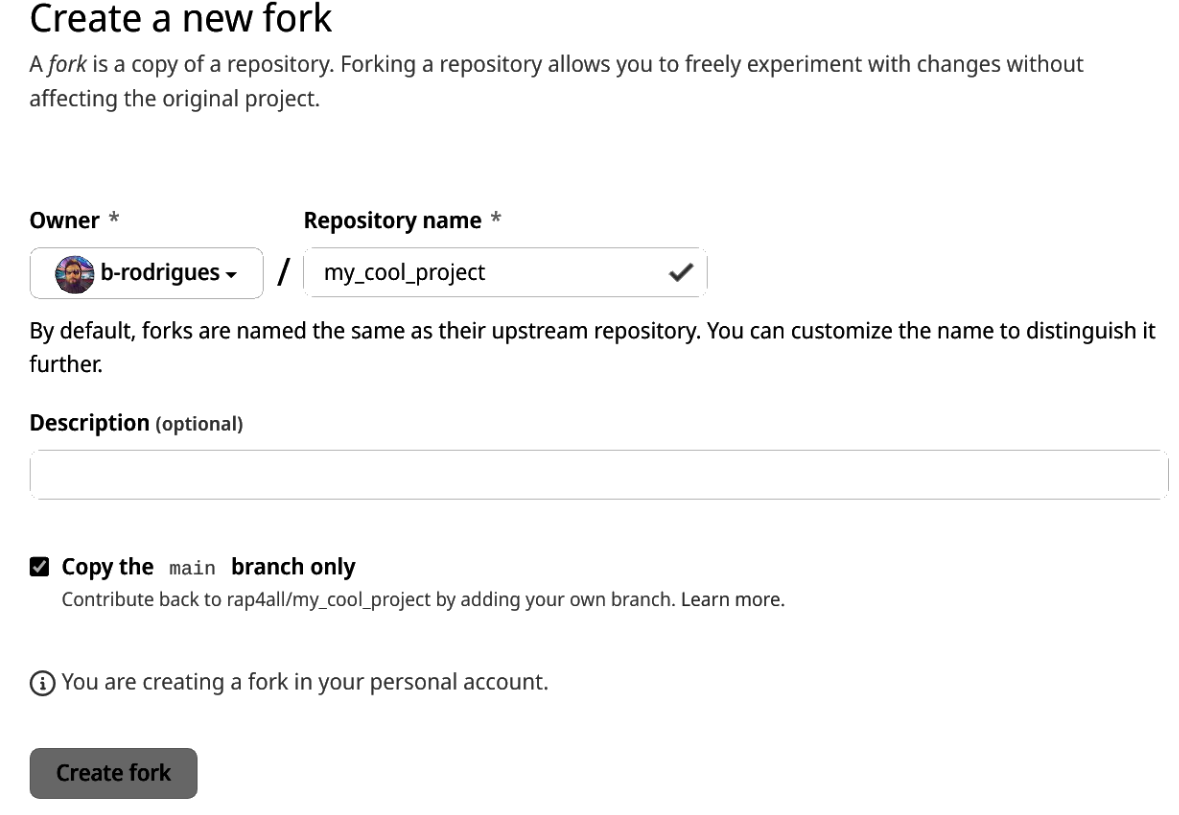 Create a new fork
A fork is a copy of a repository. Forking a repository allows you to freely experiment with changes without
affecting the original project.
Owner * Repository name *
b-rodrigues / my_cool_project
By default, forks are named the same as their upstream repository. You can customize the name to distinguish it
further.
Description (optional)
Copy the main branch only
Contribute back to rap4all/my_cool_project by adding your own branch. Learn more.
You are creating a fork in your personal account.
Create fork